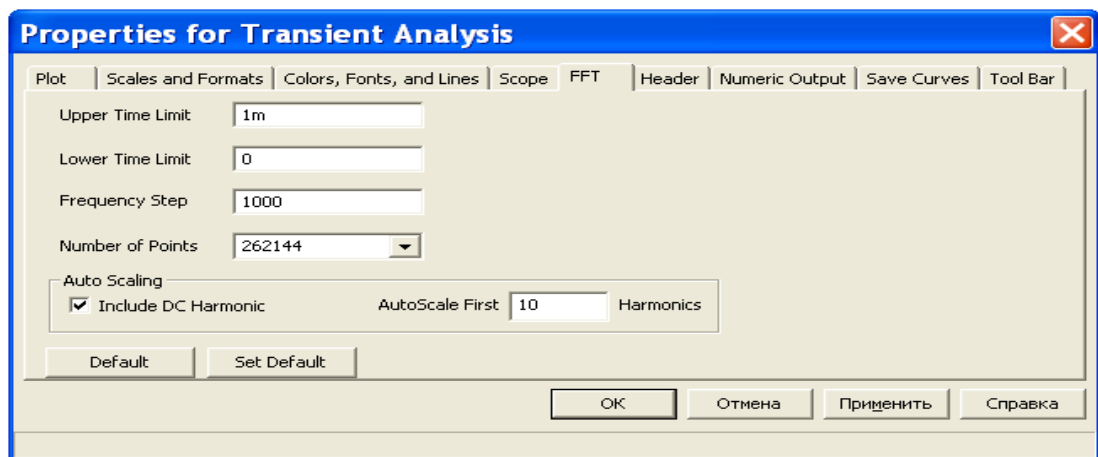 Properties for Transient Analysis
Plot Scales and Formats Colors, Fonts, and Lines Scope FFT Header Numeric Output Save Curves Tool Bar
Upper Time Limit 1m
Lower Time Limit 0
Frequency Step 1000
Number of Points 262144
Auto Scaling
Include DC Harmonic AutoScale First 10 Harmonics
Default Set Default
OK Отмена Применить Справка